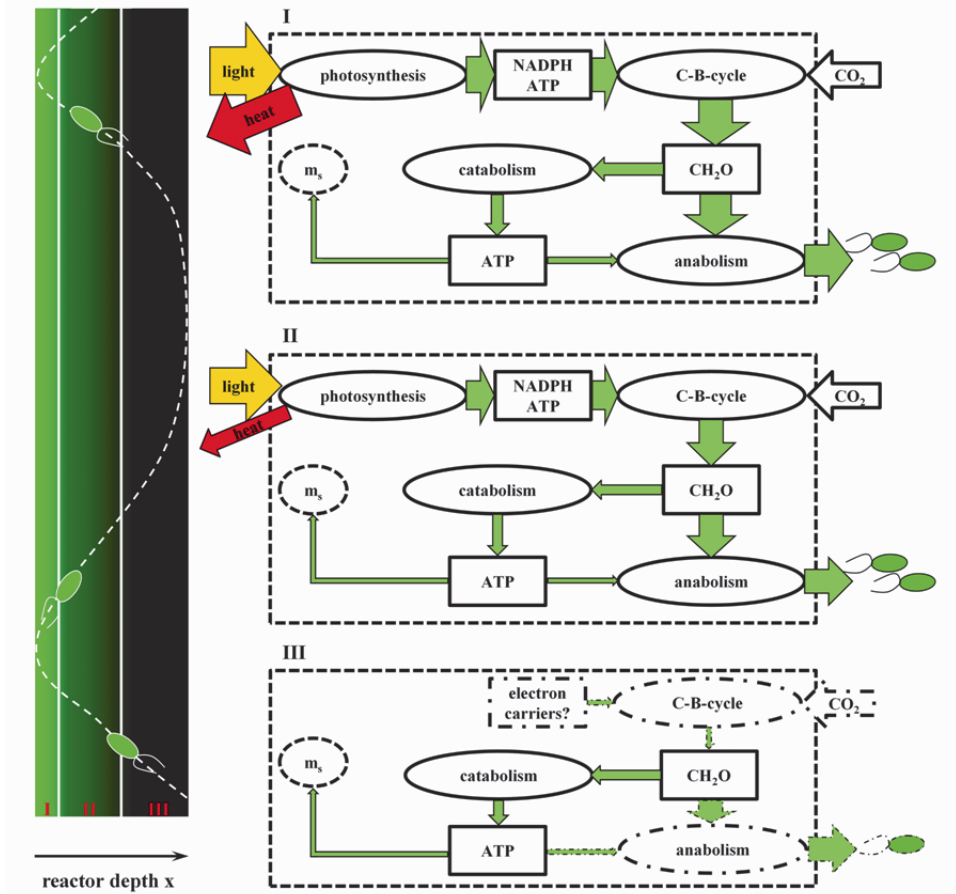 I
light
heat
photosynthesis
NADPH
ATP
C-B-cycle
CO₂
mₛ
catabolism
CH₂O
ATP
anabolism
II
light
heat
photosynthesis
NADPH
ATP
C-B-cycle
CO₂
mₛ
catabolism
CH₂O
ATP
anabolism
III
electron
carriers?
C-B-cycle
CO₂
mₛ
catabolism
CH₂O
ATP
anabolism
I II III
reactor depth x